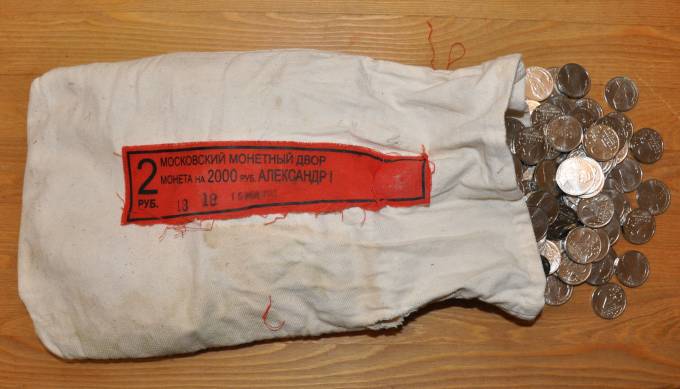 2
РУБ.
МОСКОВСКИЙ МОНЕТНЫЙ ДВОР
МОНЕТА НА 2000 РУБ. АЛЕКСАНДР I
13 18